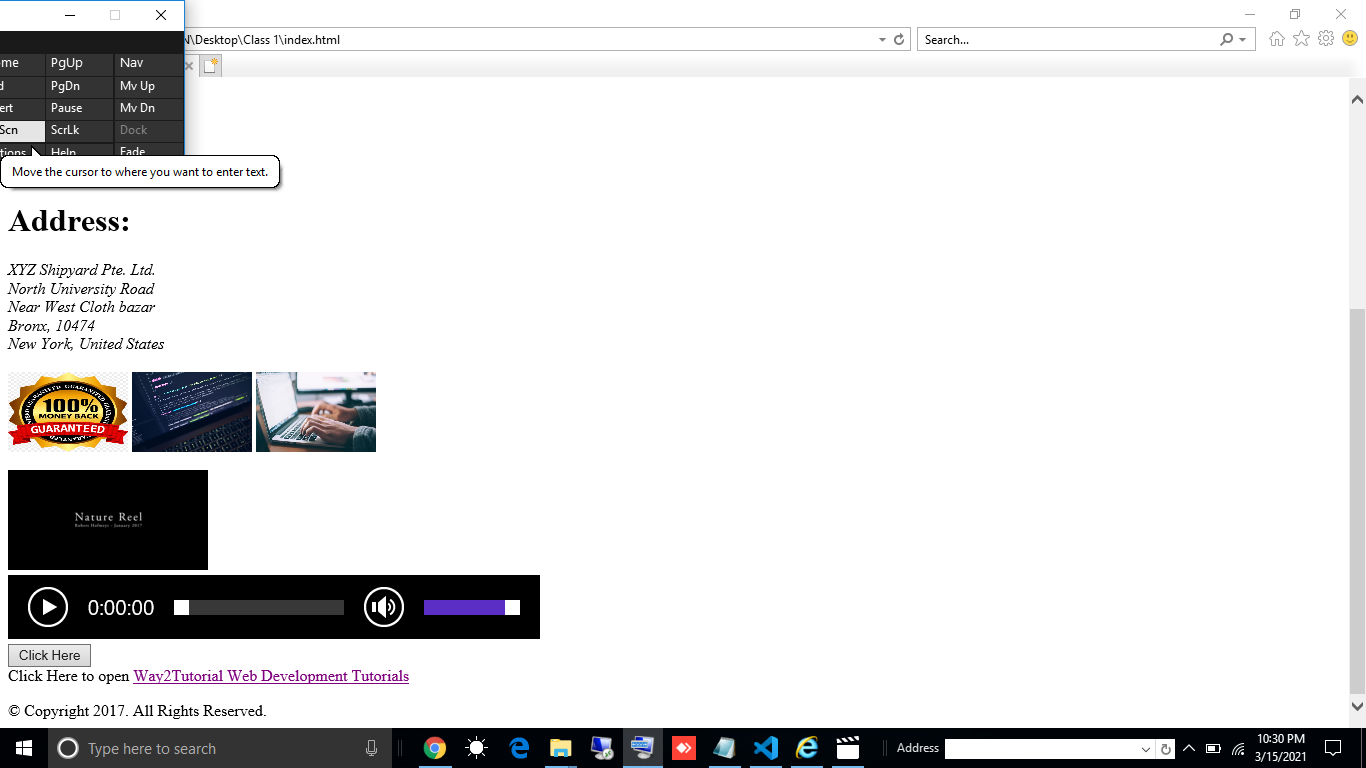 N\Desktop\Class 1\index.html
Search...
ome PgUp Nav
d PgDn Mv Up
ert Pause Mv Dn
Scn ScrLk Dock
tions Help Fade
Move the cursor to where you want to enter text.
Address:
XYZ Shipyard Pte. Ltd.
North University Road
Near West Cloth bazar
Bronx, 10474
New York, United States
100%
MONEY BACK
GUARANTEED
Nature Reel
Robert Hofmeyr - January 2017
0:00:00
Click Here
Click Here to open Way2Tutorial Web Development Tutorials
© Copyright 2017. All Rights Reserved.
Type here to search
Address
10:30 PM
3/15/2021